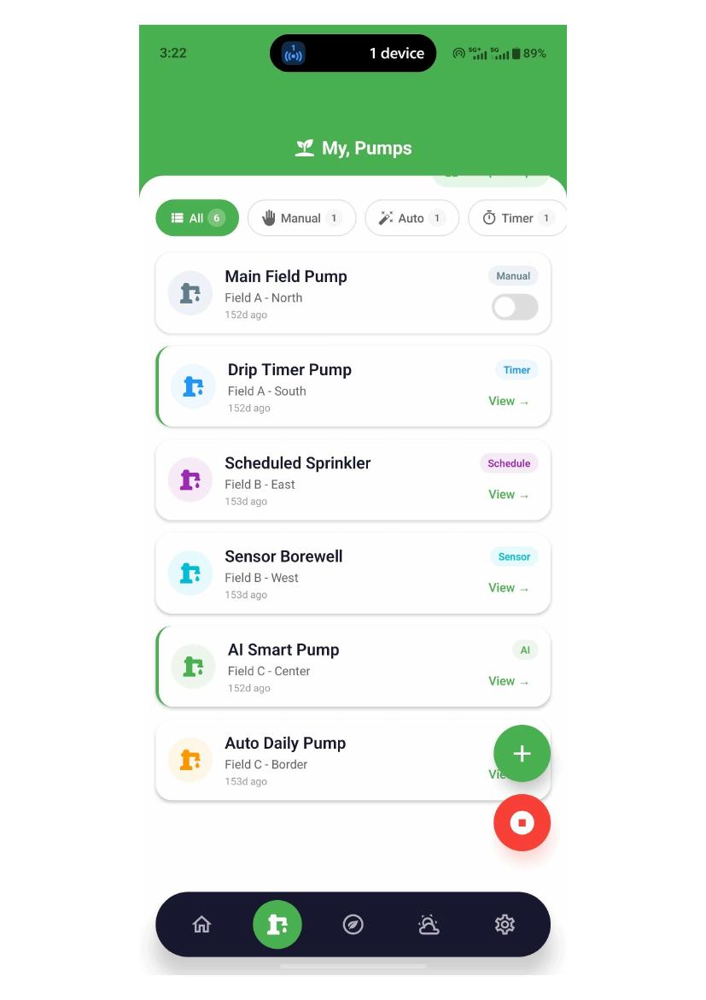 3:22
1
1 device
5G+
5G
89%
My, Pumps
All 6
Manual 1
Auto 1
Timer 1
Main Field Pump
Manual
Field A - North
152d ago
Drip Timer Pump
Timer
Field A - South
View →
152d ago
Scheduled Sprinkler
Schedule
Field B - East
View →
153d ago
Sensor Borewell
Sensor
Field B - West
View →
153d ago
AI Smart Pump
AI
Field C - Center
View →
152d ago
Auto Daily Pump
Field C - Border
153d ago